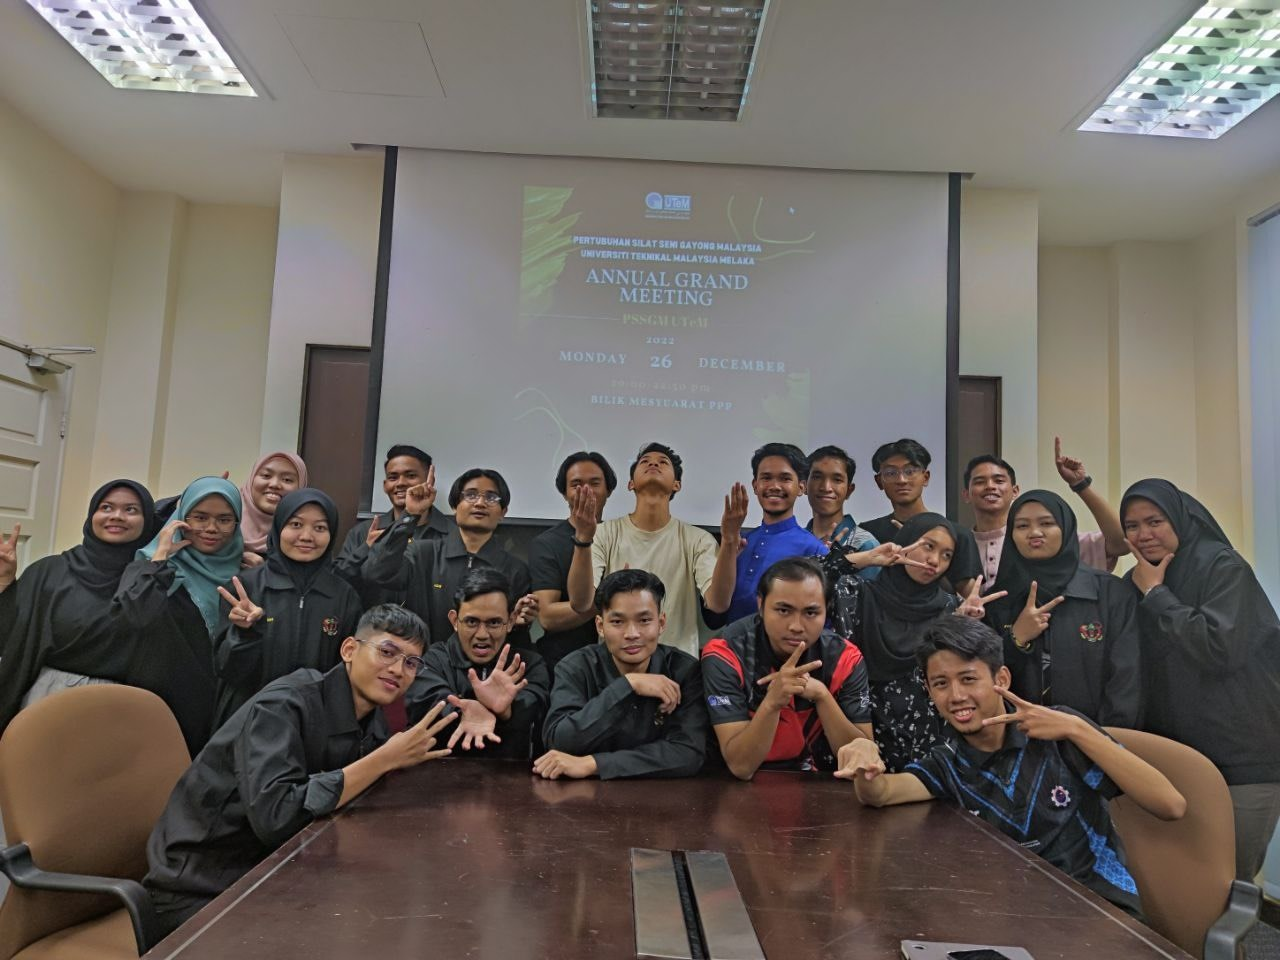 UTeM
PERTUBUHAN SILAT SENI GAYONG MALAYSIA
UNIVERSITI TEKNIKAL MALAYSIA MELAKA
ANNUAL GRAND
MEETING
PSSGM UTeM
2022
MONDAY 26 DECEMBER
BILIK MESYUARAT PPP